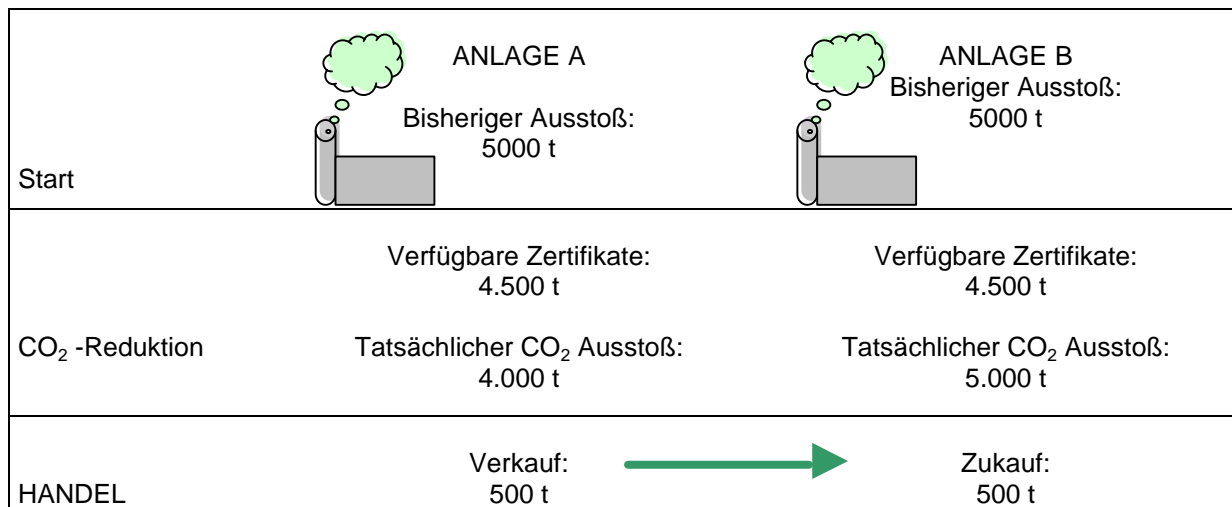 ANLAGE A
Bisheriger Ausstoß:
5000 t
ANLAGE B
Bisheriger Ausstoß:
5000 t
Start
Verfügbare Zertifikate:
4.500 t
Verfügbare Zertifikate:
4.500 t
CO₂ -Reduktion
Tatsächlicher CO₂ Ausstoß:
4.000 t
Tatsächlicher CO₂ Ausstoß:
5.000 t
HANDEL
Verkauf:
500 t
Zukauf:
500 t